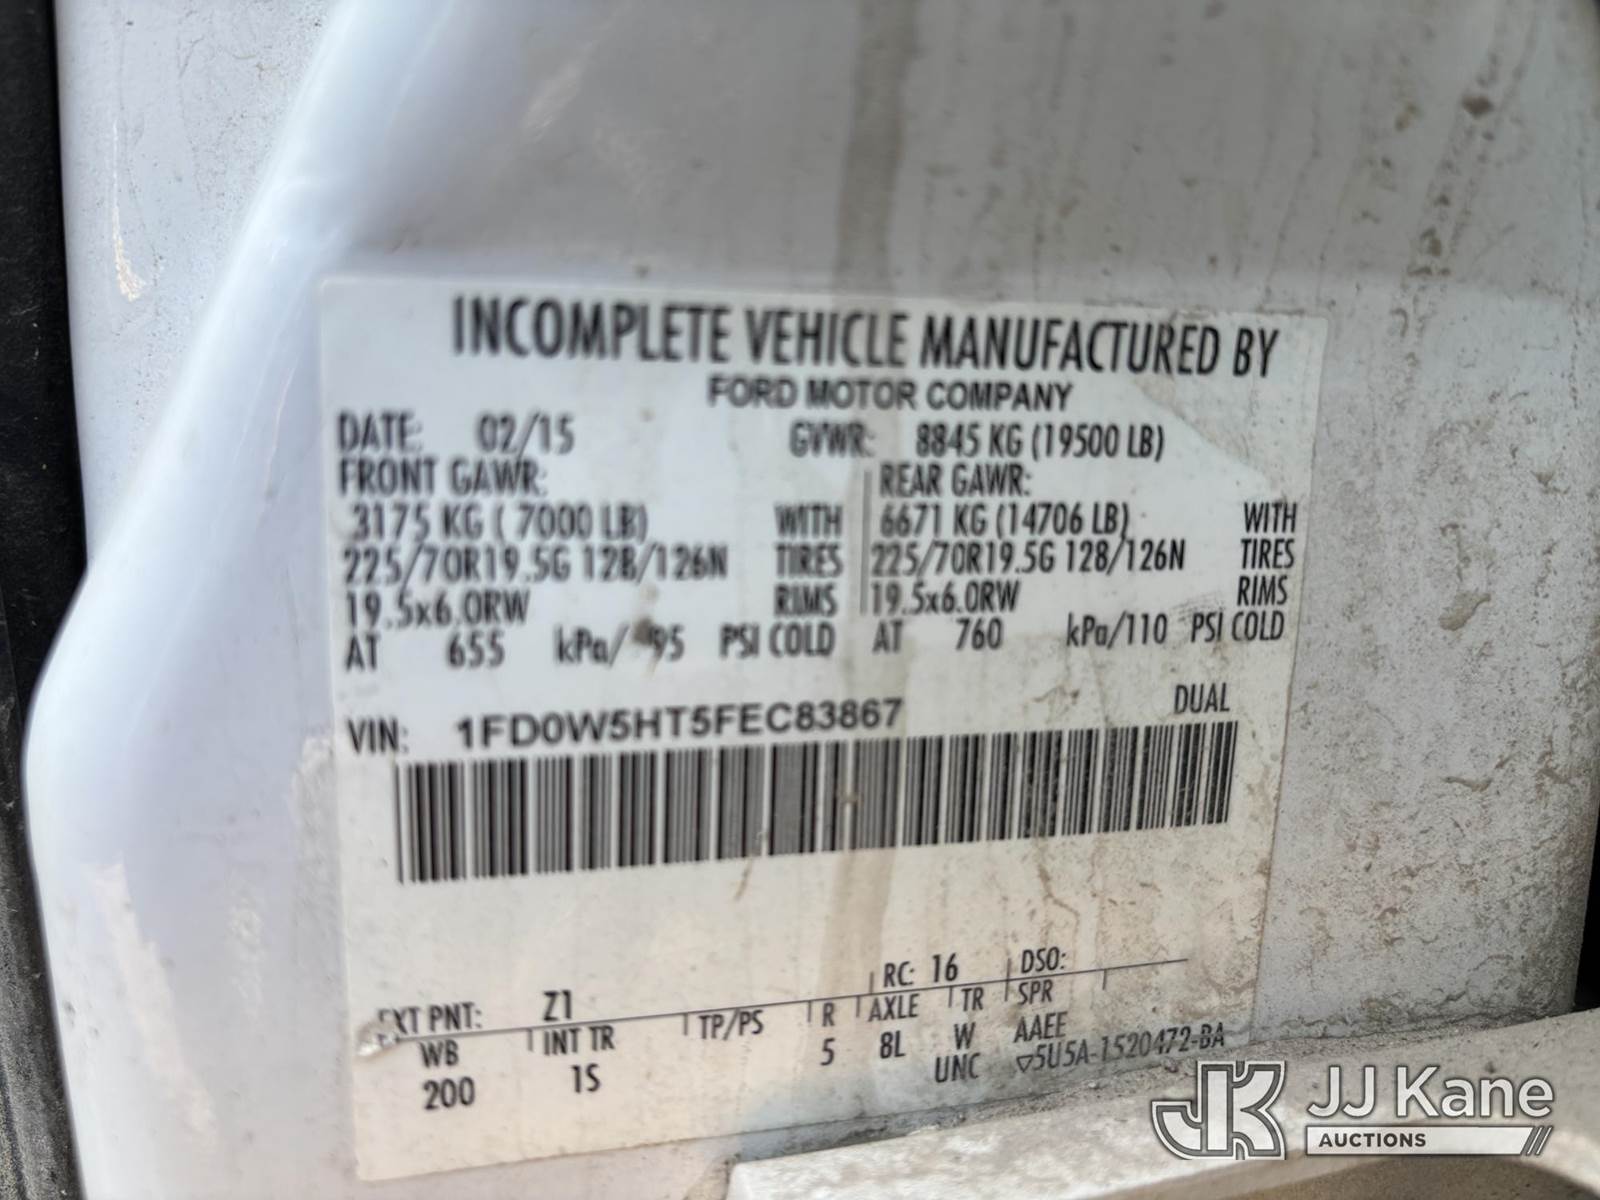 INCOMPLETE VEHICLE MANUFACTURED BY
FORD MOTOR COMPANY
DATE: 02/15 GVWR: 8845 KG (19500 LB)
FRONT GAWR: REAR GAWR:
3175 KG ( 7000 LB) WITH 6671 KG (14706 LB) WITH
225/70R19.5G 128/126N TIRES 225/70R19.5G 128/126N TIRES
19.5x6.0RW RIMS 19.5x6.0RW RIMS
AT 655 kPa/ 95 PSI COLD AT 760 kPa/110 PSI COLD
VIN: 1FD0W5HT5FEC83867 DUAL
EXT PNT: Z1 RC: 16 DSO:
WB INT TR TP/PS R AXLE TR SPR
200 1S 5 8L W AAEE
UNC ▽5U5A-1520472-BA
JK JJ Kane
AUCTIONS